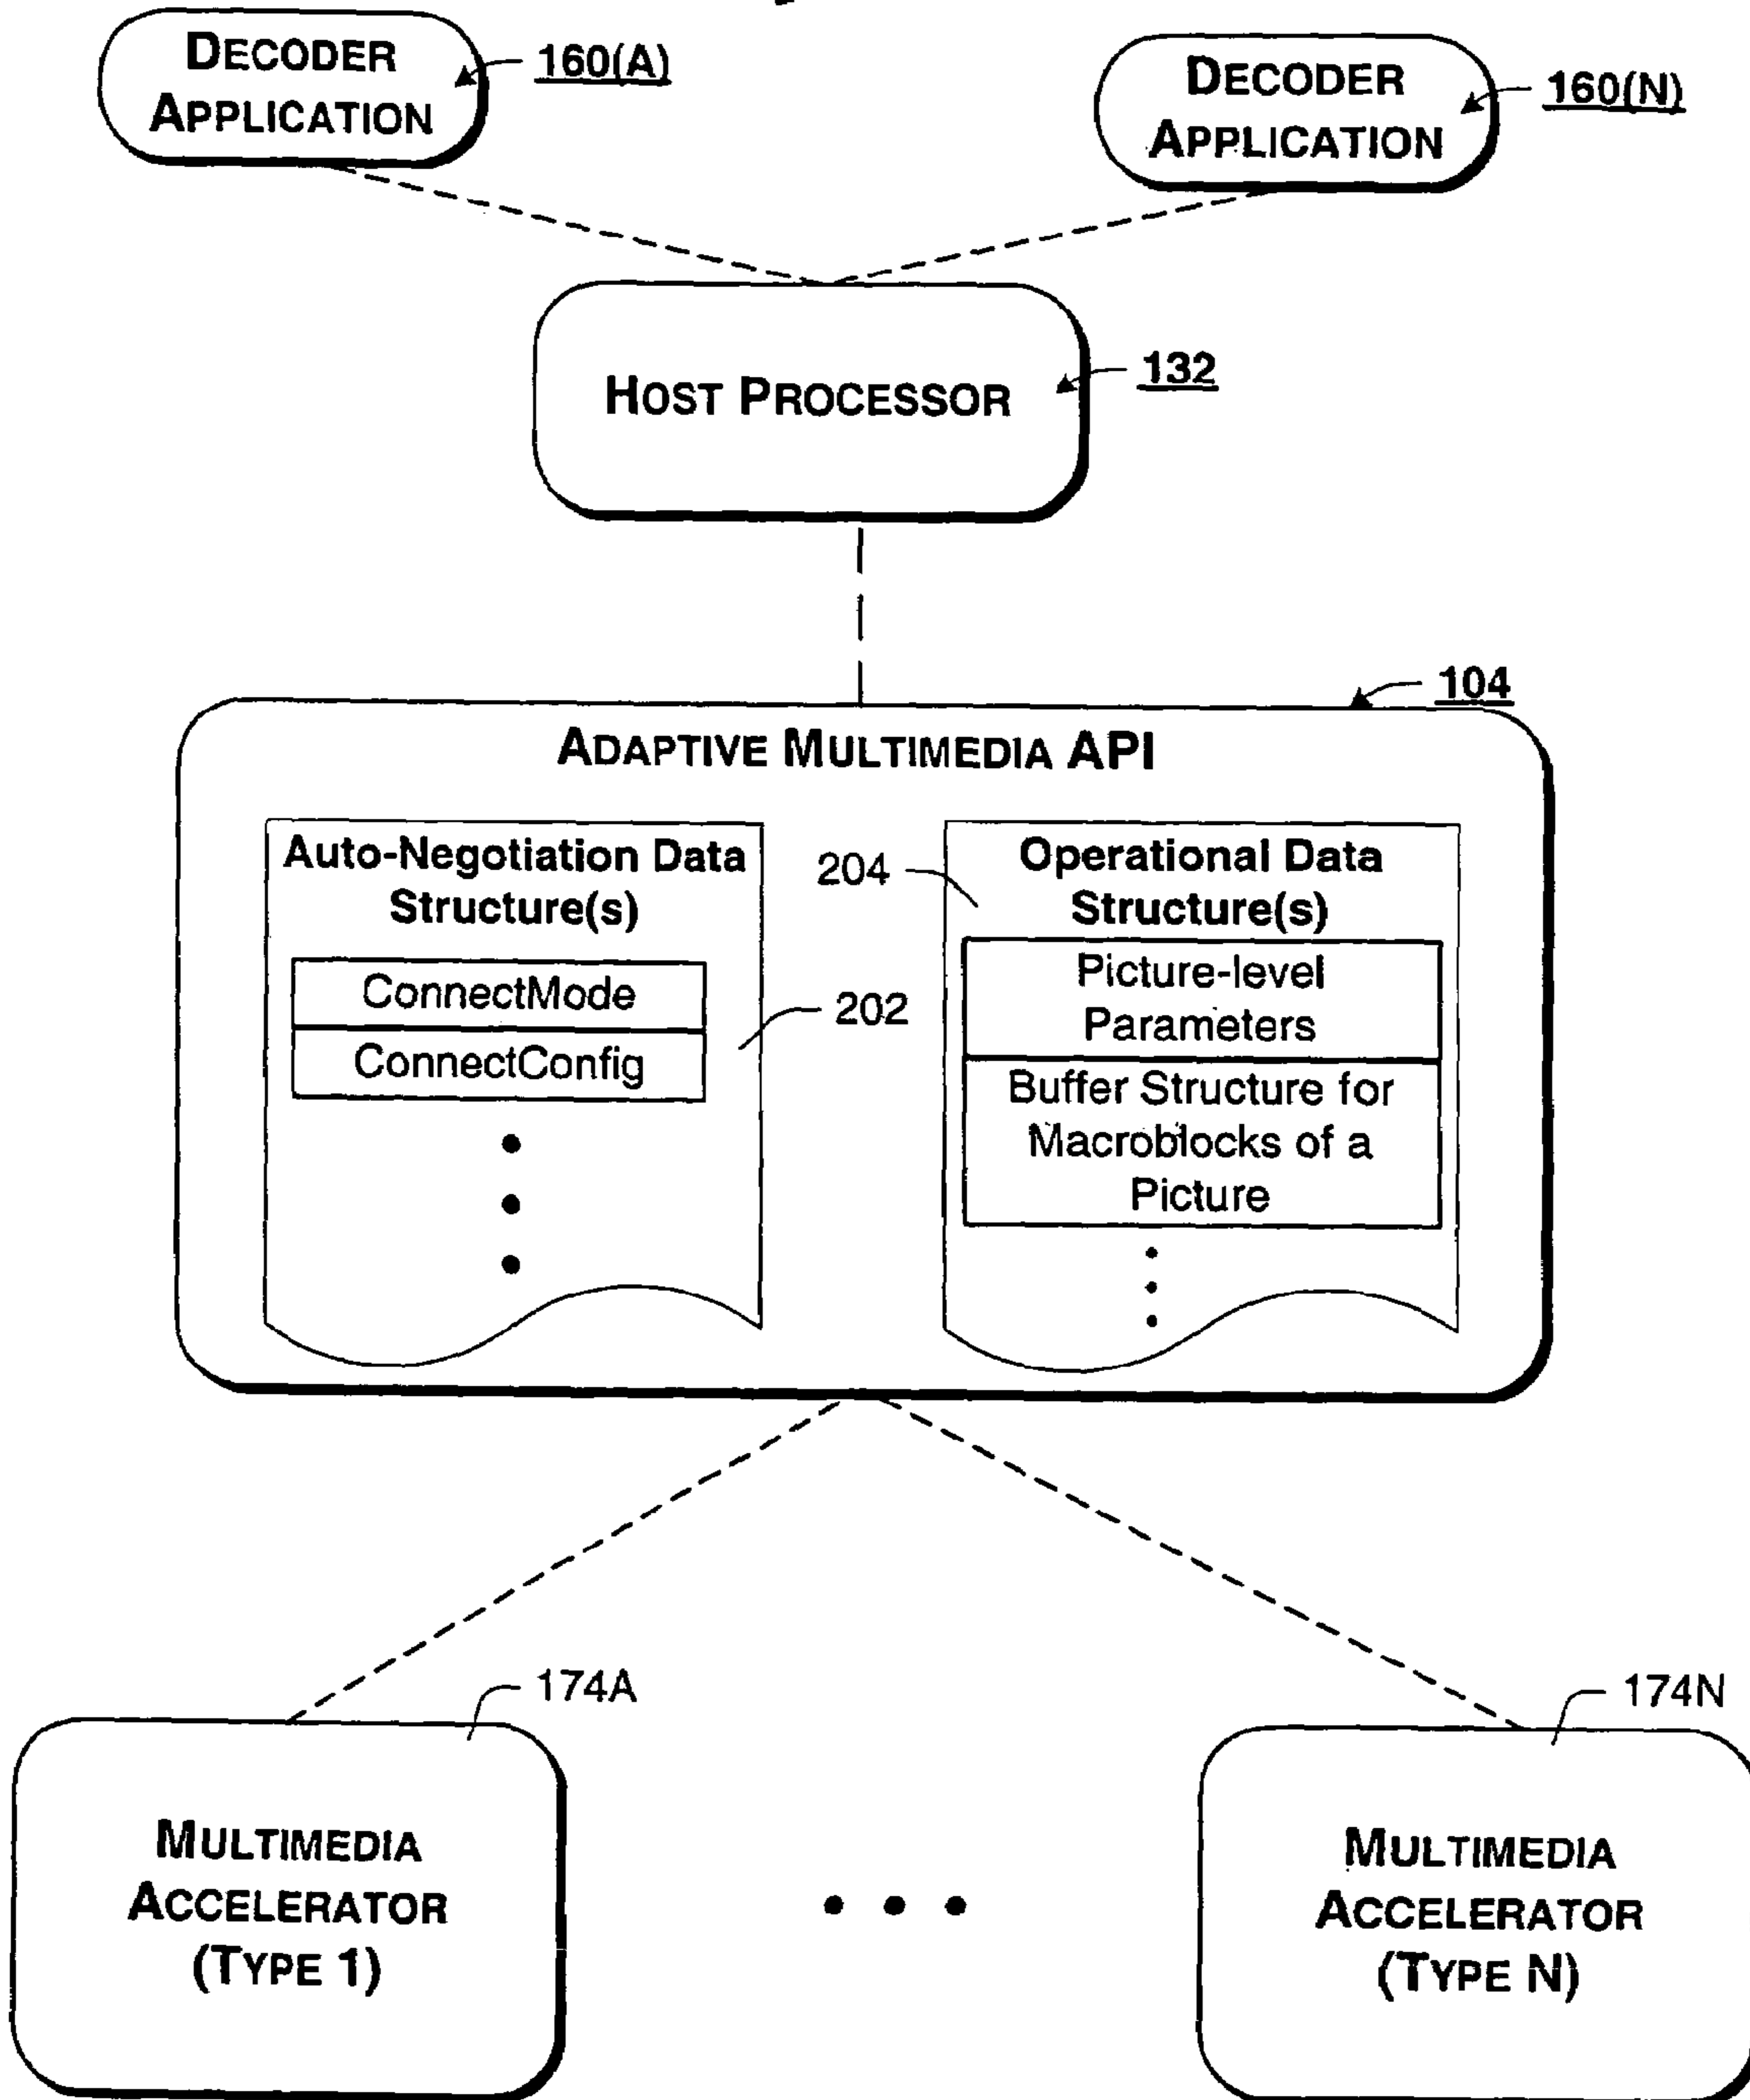 DECODER
APPLICATION
160(A)
DECODER
APPLICATION
160(N)
HOST PROCESSOR
132
104
ADAPTIVE MULTIMEDIA API
Auto-Negotiation Data
Structure(s)
ConnectMode
ConnectConfig
202
204
Operational Data
Structure(s)
Picture-level
Parameters
Buffer Structure for
Macroblocks of a
Picture
174A
MULTIMEDIA
ACCELERATOR
(TYPE 1)
174N
MULTIMEDIA
ACCELERATOR
(TYPE N)